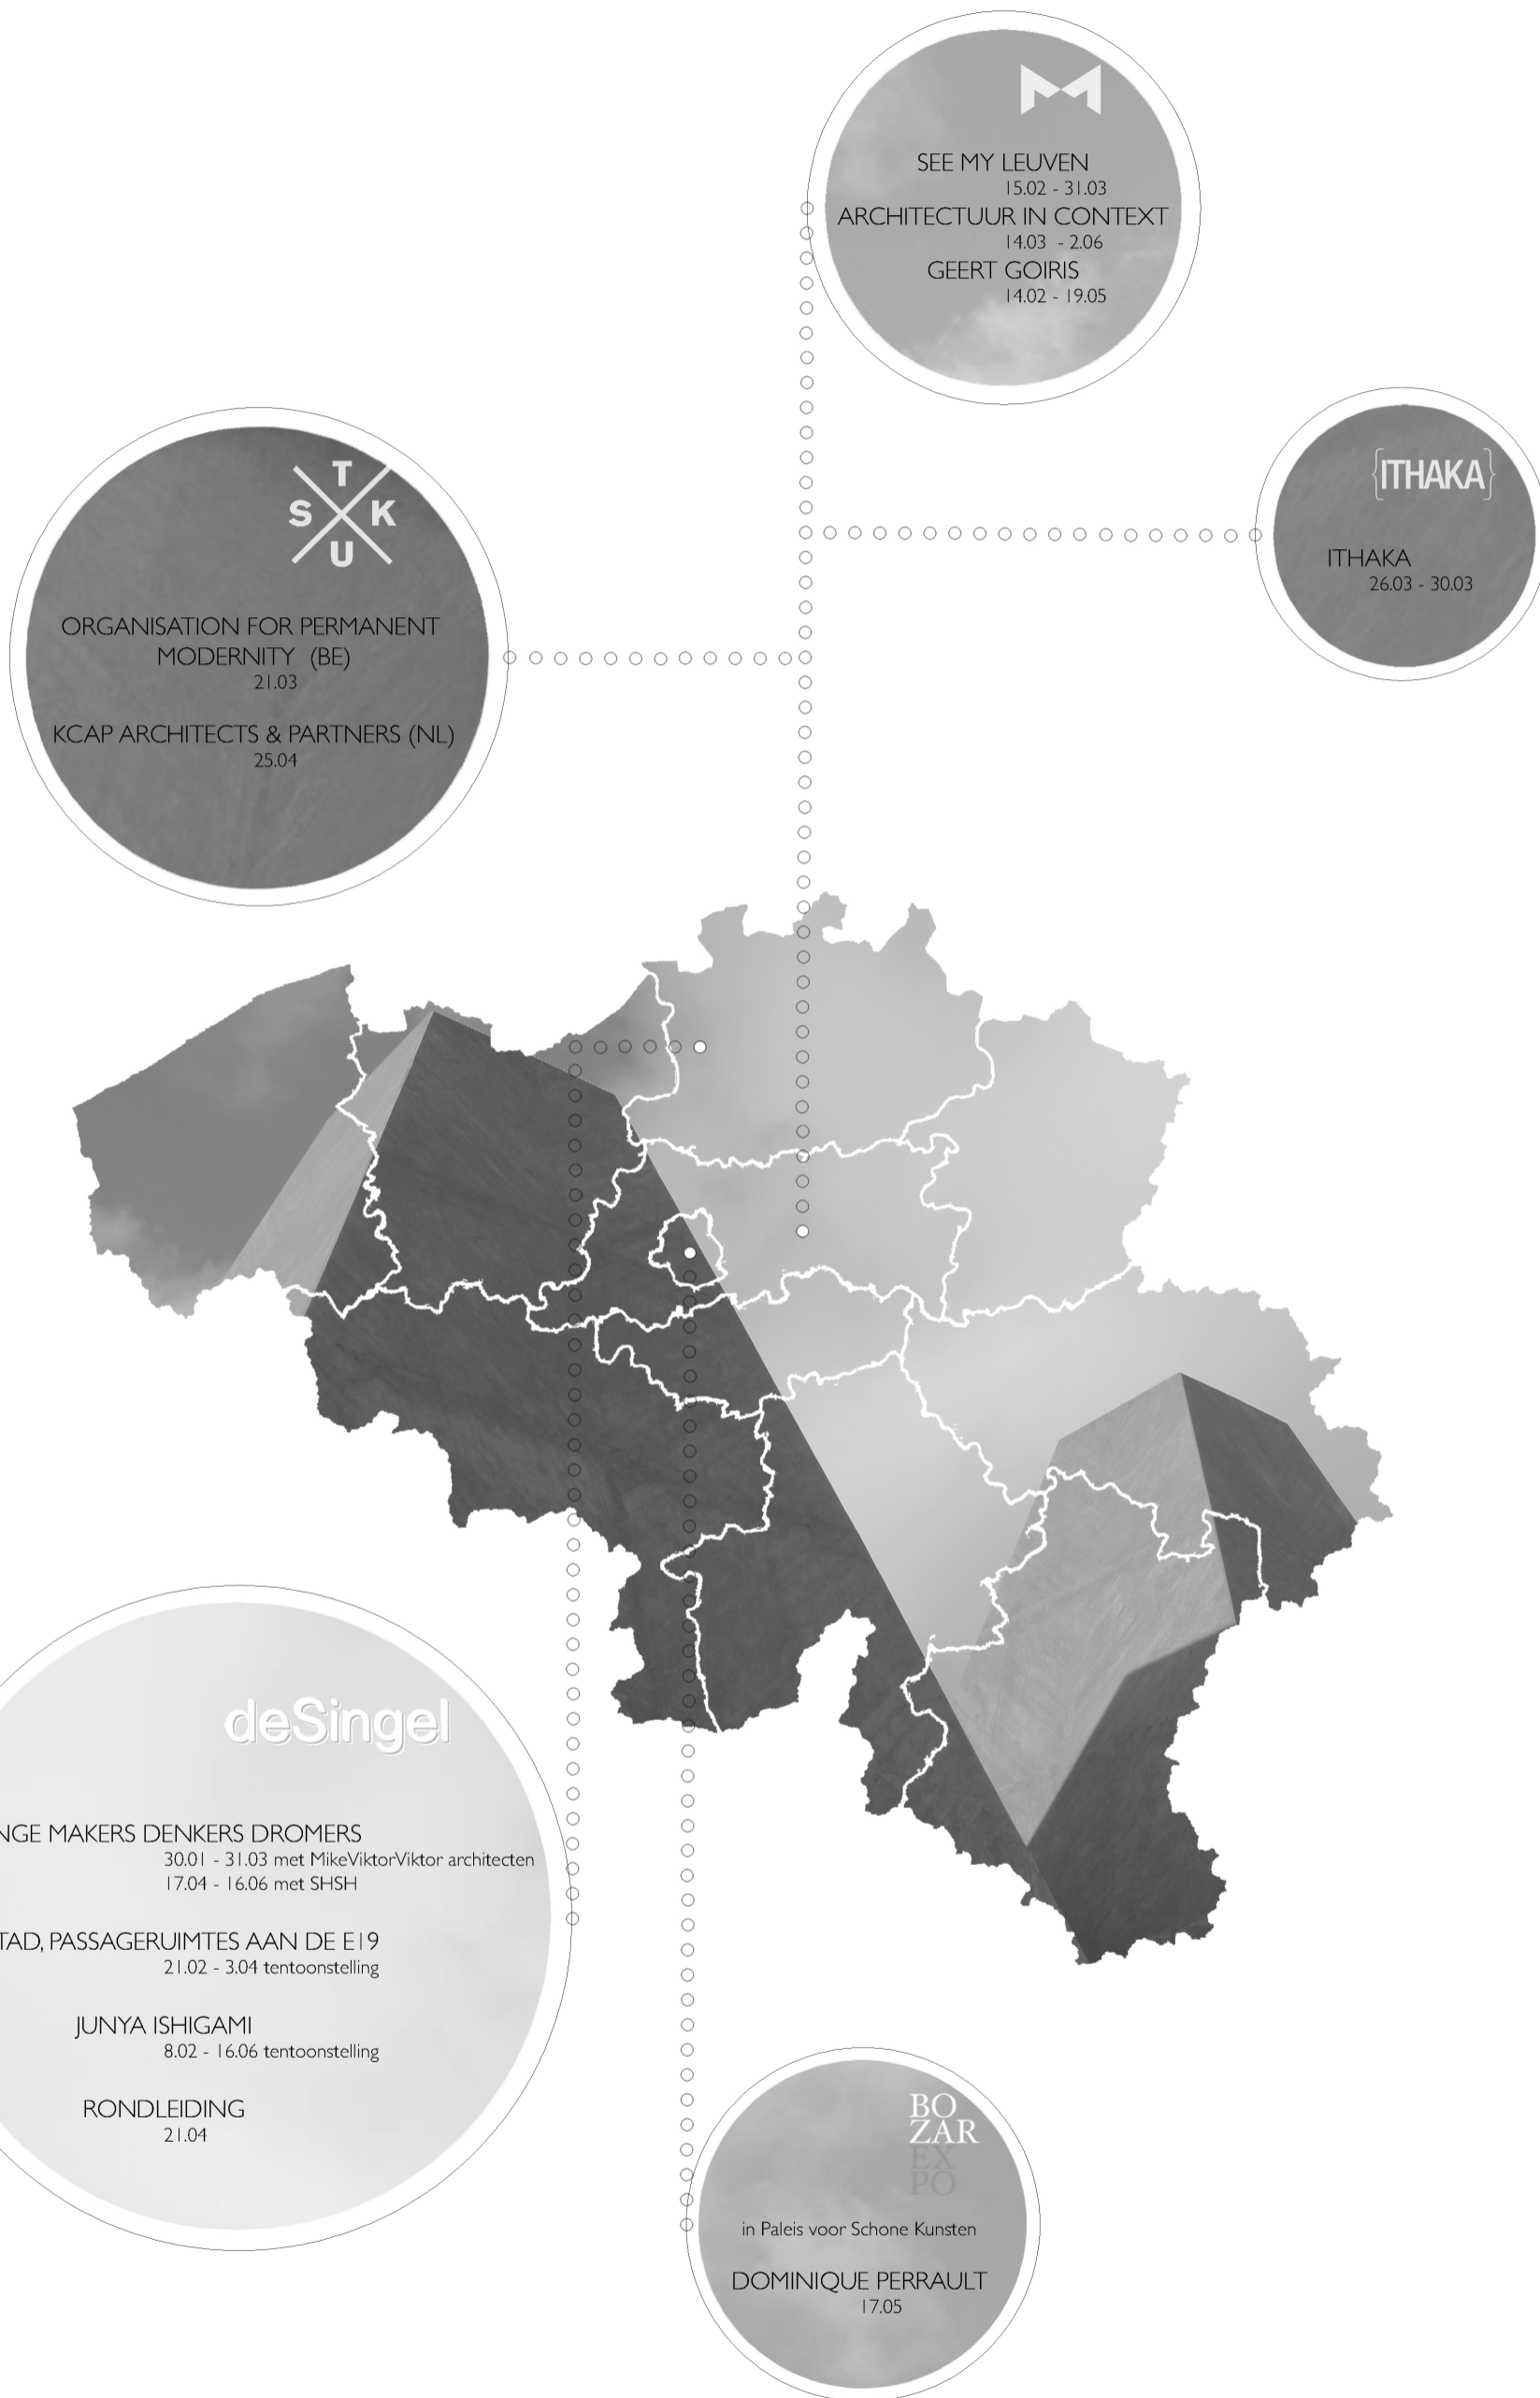 SEE MY LEUVEN
15.02 - 31.03
ARCHITECTUUR IN CONTEXT
14.03 - 2.06
GEERT GOIRIS
14.02 - 19.05
{ITHAKA}
ITHAKA
26.03 - 30.03
T
S K
U
ORGANISATION FOR PERMANENT
MODERNITY (BE)
21.03
KCAP ARCHITECTS & PARTNERS (NL)
25.04
deSingel
NGE MAKERS DENKERS DROMERS
30.01 - 31.03 met MikeViktorViktor architecten
17.04 - 16.06 met SHSH
TAD, PASSAGERUIMTES AAN DE E19
21.02 - 3.04 tentoonstelling
JUNYA ISHIGAMI
8.02 - 16.06 tentoonstelling
RONDLEIDING
21.04
BO
ZAR
EX
PO
in Paleis voor Schone Kunsten
DOMINIQUE PERRAULT
17.05